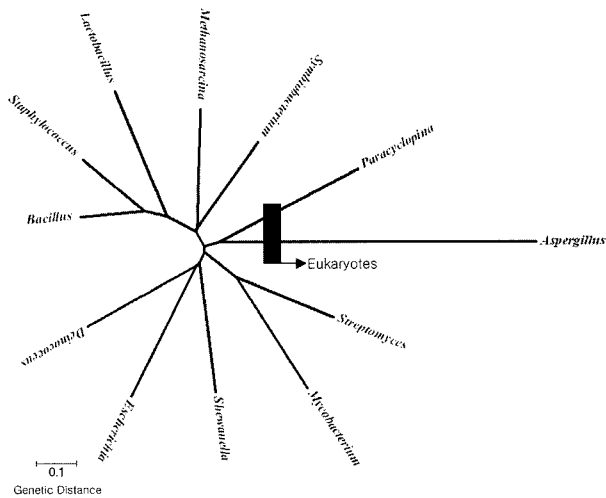 Lactobacillus
Methanosarcina
Symbiobacterium
Staphylococcus
Paracyclopina
Bacillus
Aspergillus
Eukaryotes
Streptomyces
Deinococcus
Escherichia
Shewanella
Mycobacterium
0.1
Genetic Distance